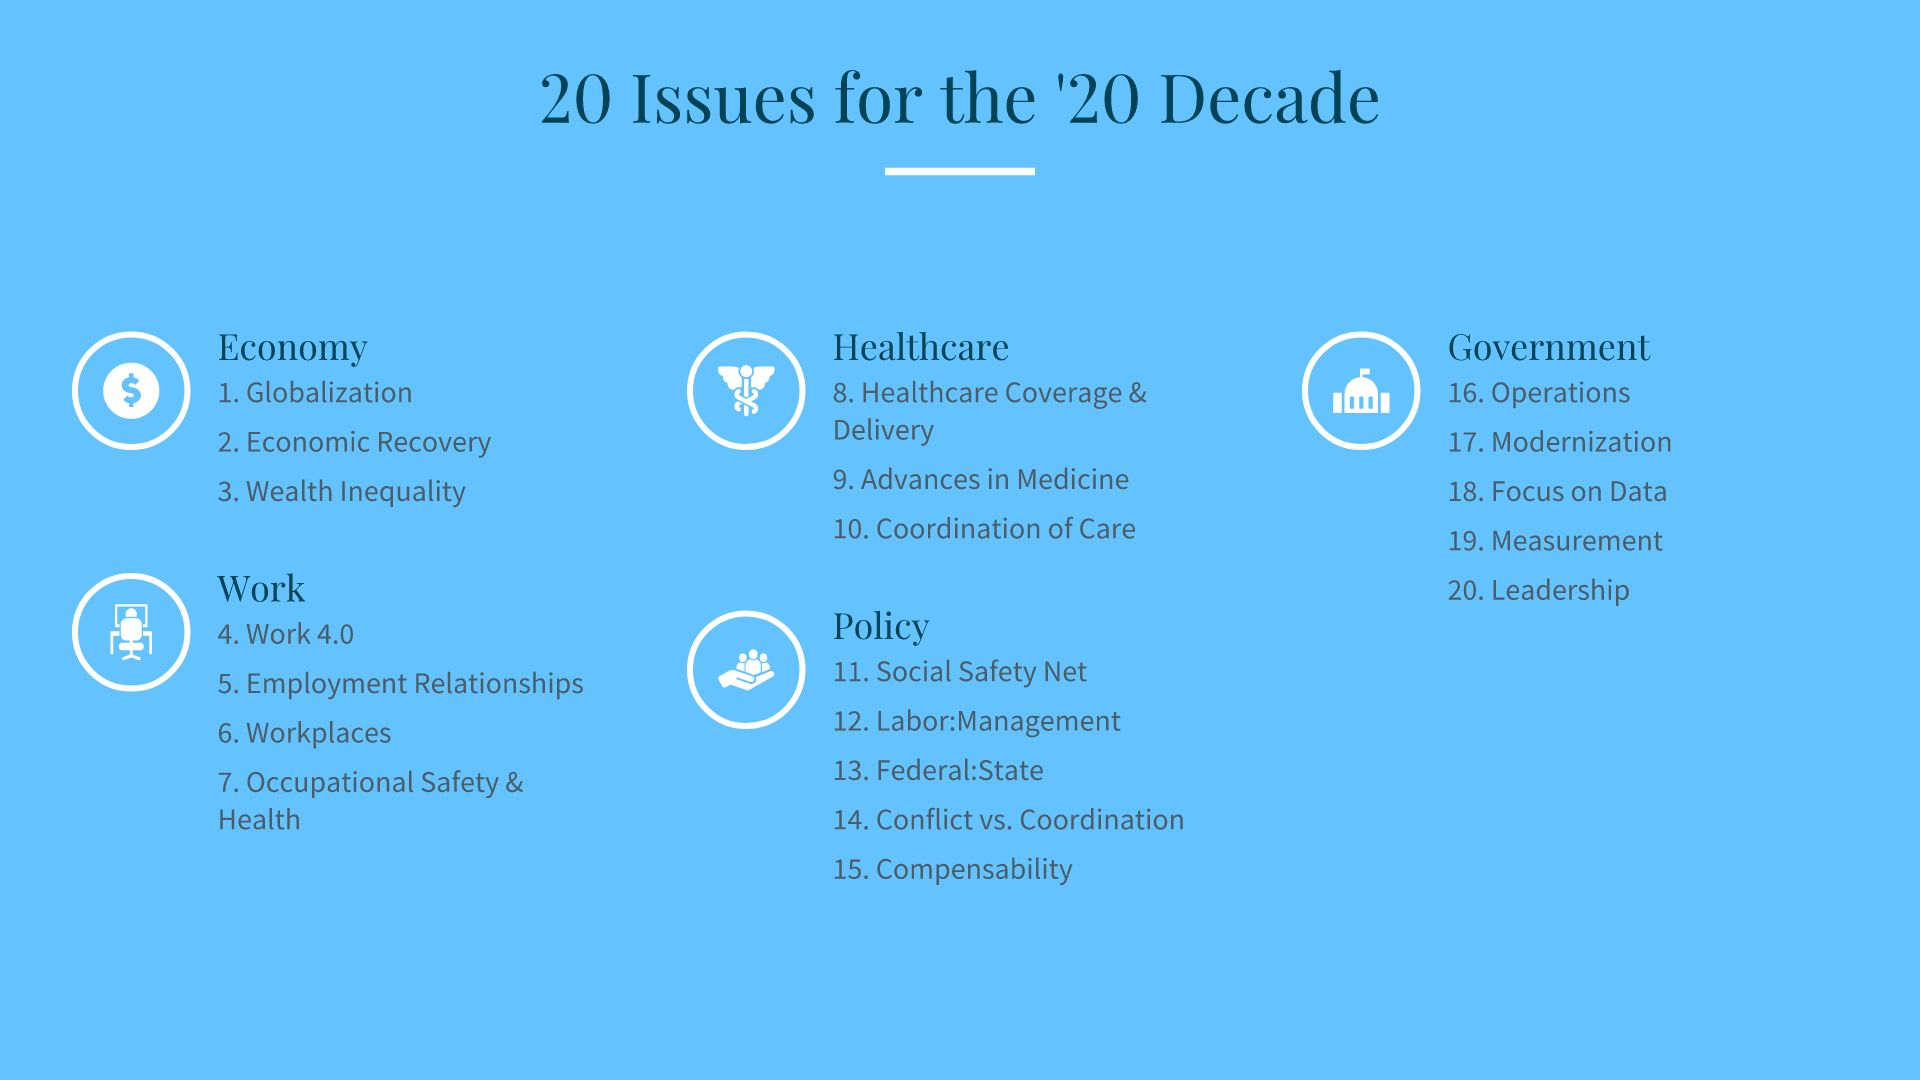 20 Issues for the '20 Decade
Economy
1. Globalization
2. Economic Recovery
3. Wealth Inequality
Work
4. Work 4.0
5. Employment Relationships
6. Workplaces
7. Occupational Safety &
Health
Healthcare
8. Healthcare Coverage &
Delivery
9. Advances in Medicine
10. Coordination of Care
Policy
11. Social Safety Net
12. Labor:Management
13. Federal:State
14. Conflict vs. Coordination
15. Compensability
Government
16. Operations
17. Modernization
18. Focus on Data
19. Measurement
20. Leadership